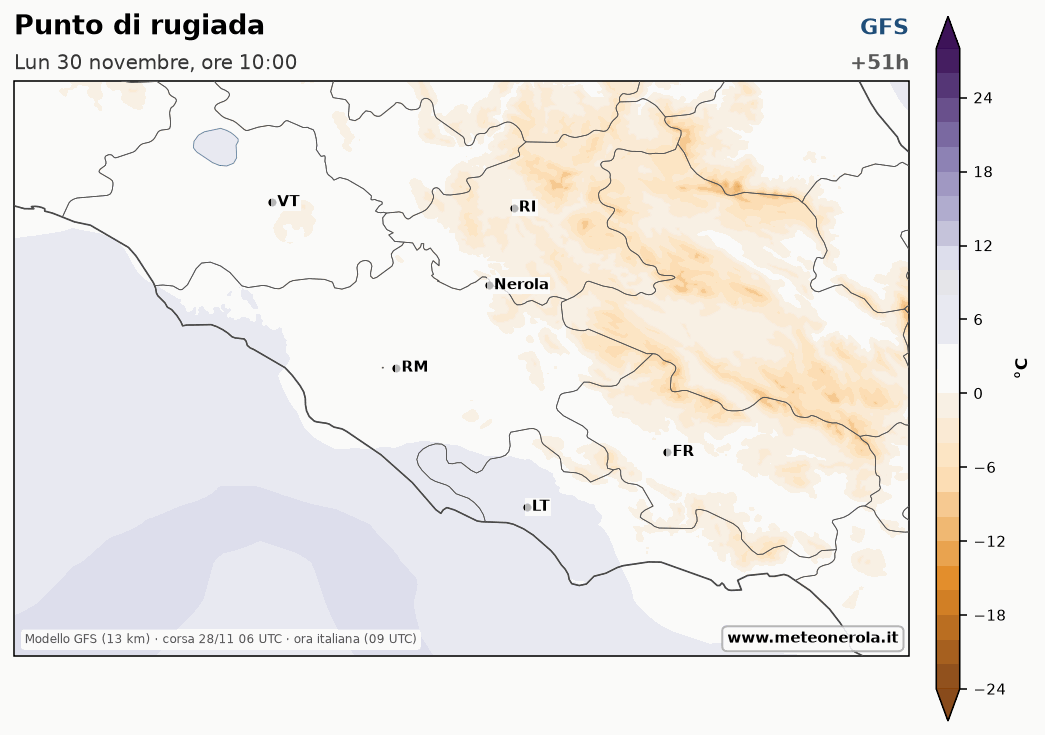 Punto di rugiada
GFS
Lun 30 novembre, ore 10:00
+51h
VT
RI
Nerola
RM
FR
LT
24
18
12
6
0
−6
−12
−18
−24
°C
Modello GFS (13 km) · corsa 28/11 06 UTC · ora italiana (09 UTC)
www.meteonerola.it